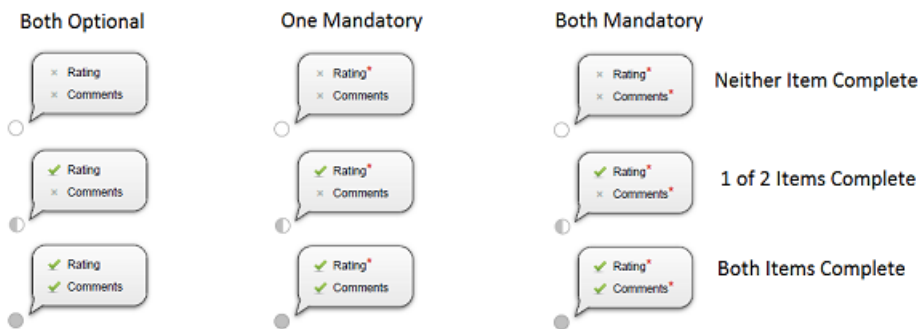 Both Optional One Mandatory Both Mandatory
× Rating × Rating* × Rating* Neither Item Complete
× Comments × Comments × Comments*
✓ Rating ✓ Rating* ✓ Rating* 1 of 2 Items Complete
× Comments × Comments × Comments*
✓ Rating ✓ Rating* ✓ Rating* Both Items Complete
✓ Comments ✓ Comments ✓ Comments*